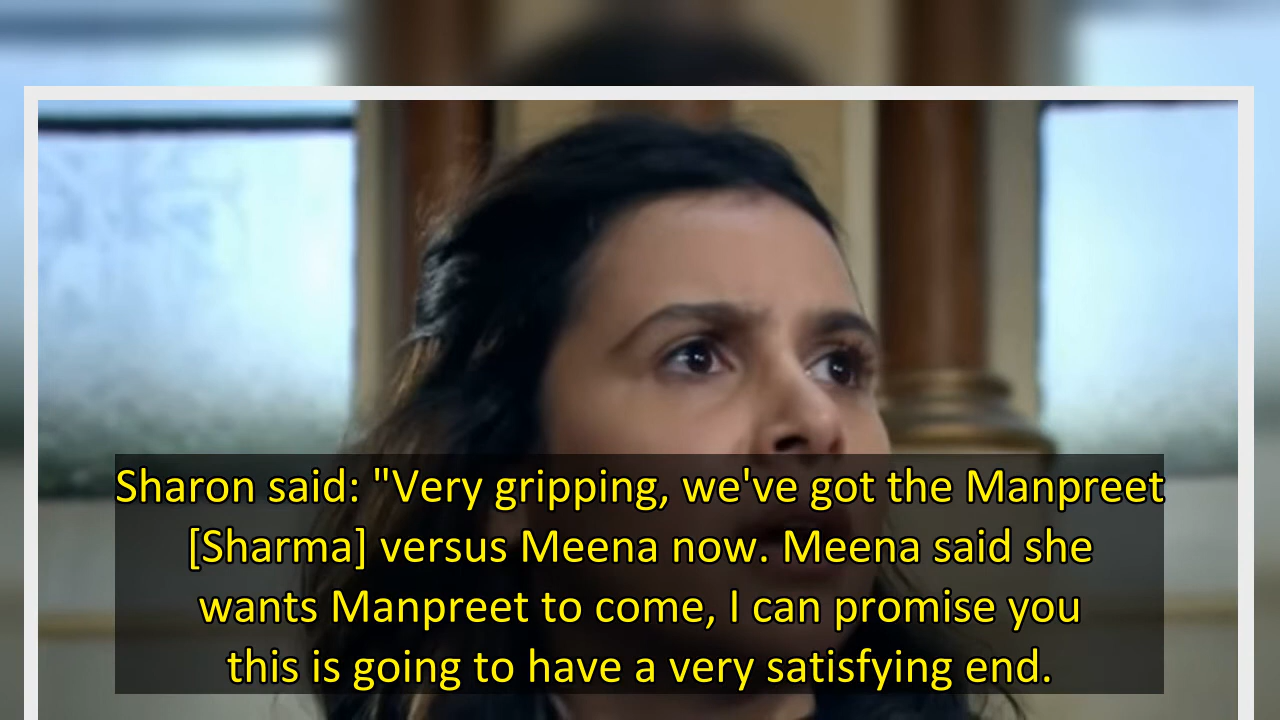 Sharon said: "Very gripping, we've got the Manpreet
[Sharma] versus Meena now. Meena said she
wants Manpreet to come, I can promise you
this is going to have a very satisfying end.